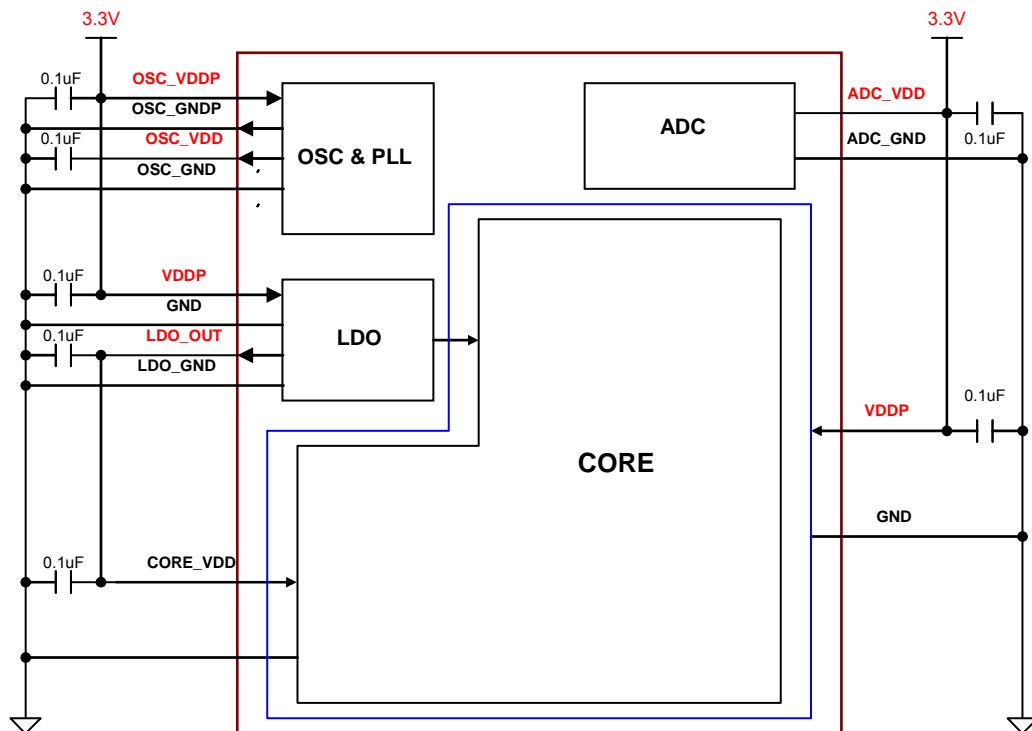 3.3V
3.3V
0.1uF
OSC_VDDP
OSC_GNDP
0.1uF
OSC_VDD
OSC_GND
OSC & PLL
ADC
ADC_VDD
ADC_GND
0.1uF
0.1uF
VDDP
GND
0.1uF
LDO_OUT
LDO_GND
LDO
0.1uF
VDDP
CORE
GND
0.1uF
CORE_VDD